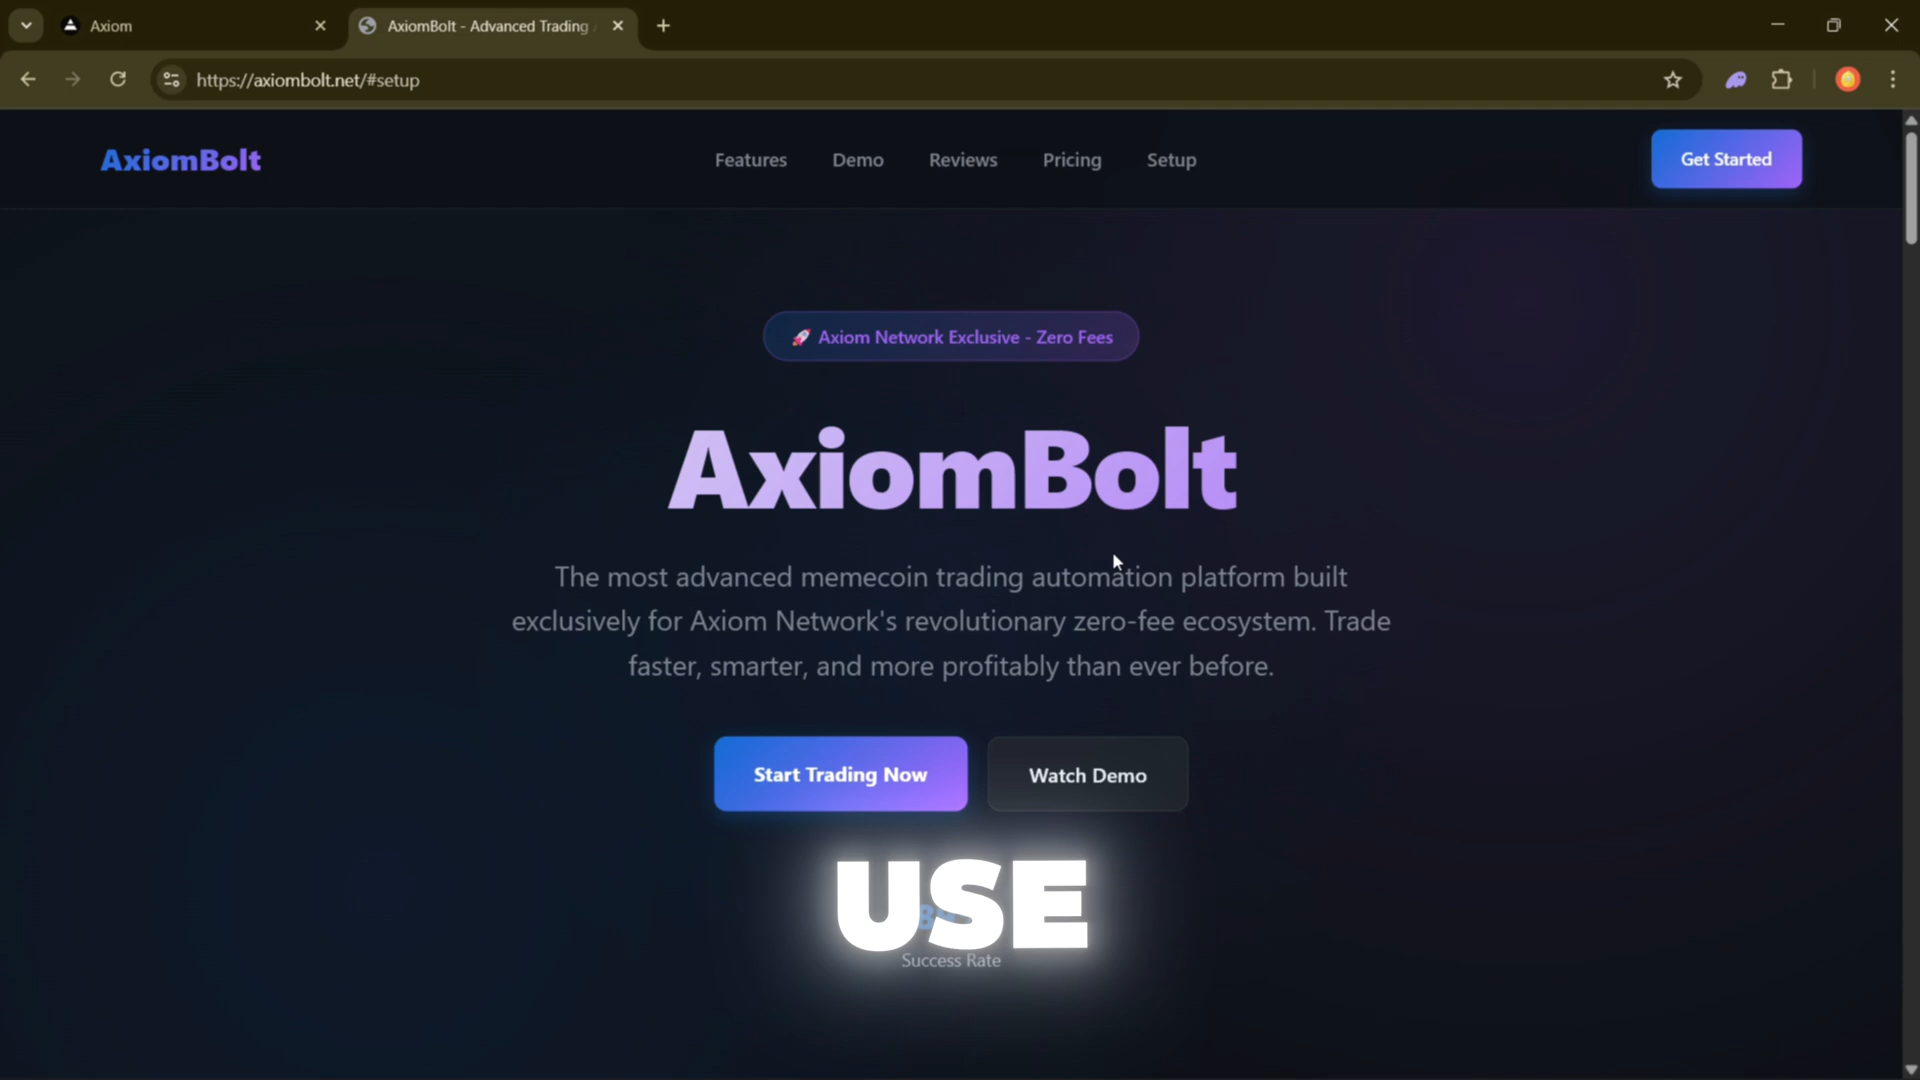 Axiom
AxiomBolt - Advanced Trading
https://axiombolt.net/#setup
AxiomBolt
Features
Demo
Reviews
Pricing
Setup
Get Started
🚀 Axiom Network Exclusive - Zero Fees
AxiomBolt
The most advanced memecoin trading automation platform built
exclusively for Axiom Network's revolutionary zero-fee ecosystem. Trade
faster, smarter, and more profitably than ever before.
Start Trading Now
Watch Demo
USE
Success Rate